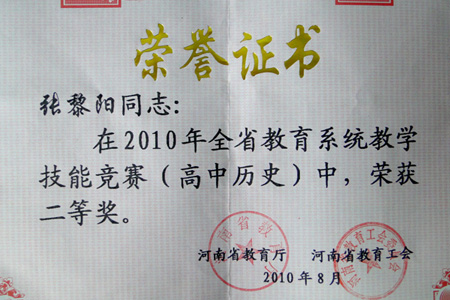 荣誉证书
张黎阳同志：
在2010年全省教育系统教学
技能竞赛（高中历史）中，荣获
二等奖。
河南省教育厅 河南省教育工会
2010年8月